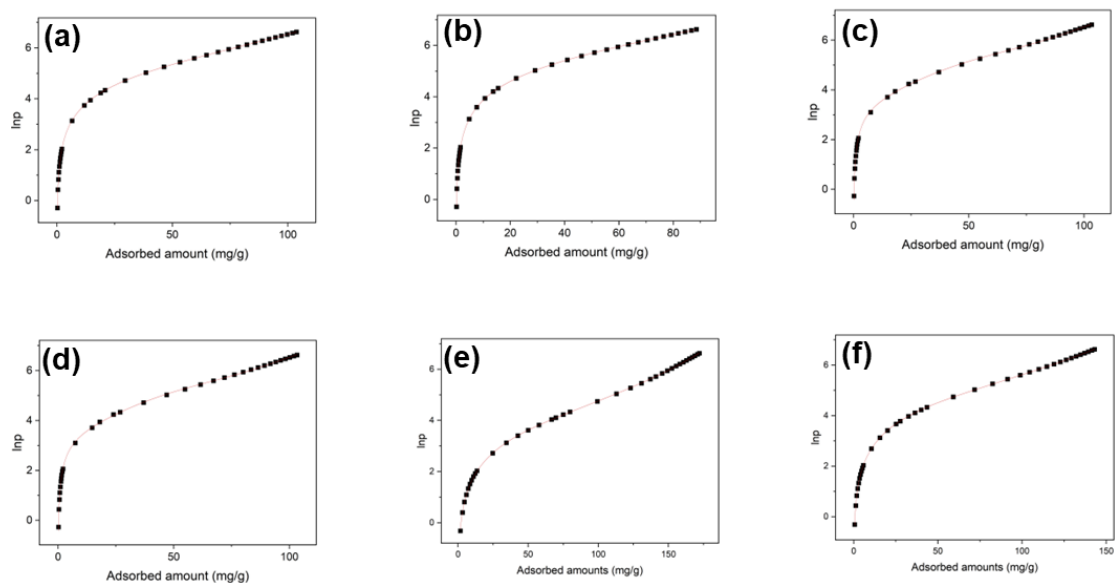 (a)
lnp
6
4
2
0
0 50 100
Adsorbed amount (mg/g)
(b)
lnp
6
4
2
0
0 20 40 60 80
Adsorbed amount (mg/g)
(c)
lnp
6
4
2
0
0 50 100
Adsorbed amount (mg/g)
(d)
lnp
6
4
2
0
0 50 100
Adsorbed amount (mg/g)
(e)
lnp
6
4
2
0
0 50 100 150
Adsorbed amounts (mg/g)
(f)
lnp
6
4
2
0
0 50 100 150
Adsorbed amounts (mg/g)